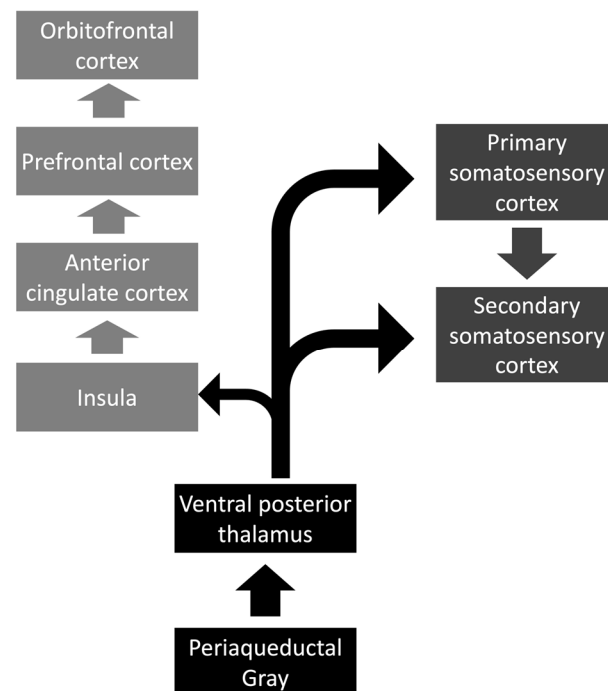 Orbitofrontal
cortex
Prefrontal cortex
Anterior
cingulate cortex
Insula
Primary
somatosensory
cortex
Secondary
somatosensory
cortex
Ventral posterior
thalamus
Periaqueductal
Gray